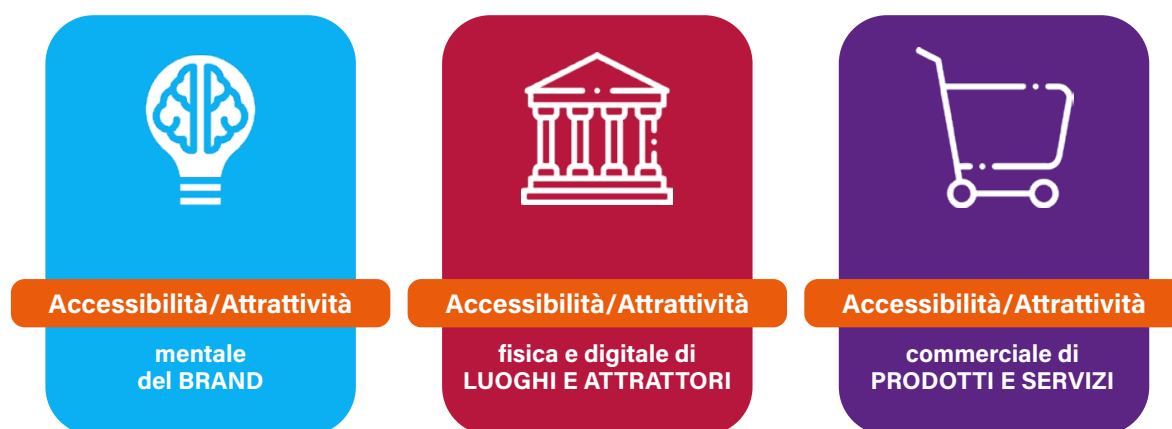 Accessibilità/Attrattività
mentale
del BRAND
Accessibilità/Attrattività
fisica e digitale di
LUOGHI E ATTRATTORI
Accessibilità/Attrattività
commerciale di
PRODOTTI E SERVIZI